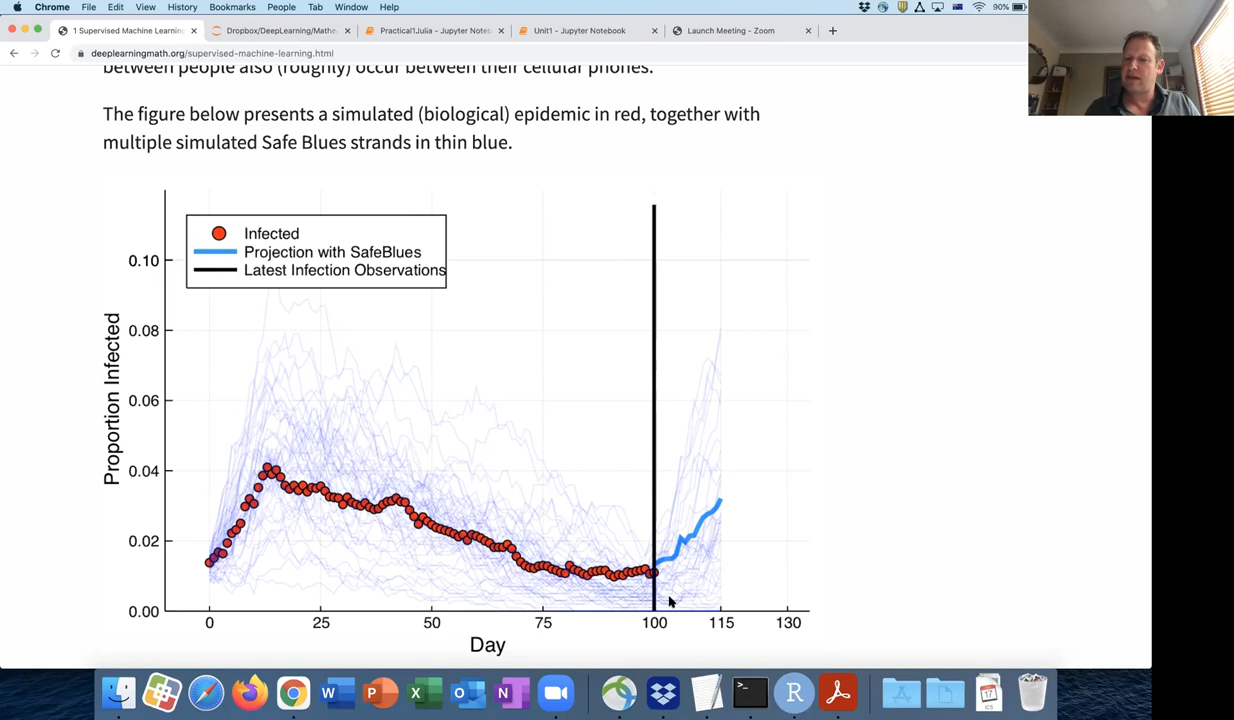 Chrome File Edit View History Bookmarks People Tab Window Help 90%
1 Supervised Machine Learnin Dropbox/DeepLearning/Mathe Practical1Julia - Jupyter Noteb Unit1 - Jupyter Notebook Launch Meeting - Zoom
deeplearningmath.org/supervised-machine-learning.html
between people also (roughly) occur between their cellular phones.
The figure below presents a simulated (biological) epidemic in red, together with
multiple simulated Safe Blues strands in thin blue.
Infected
Projection with SafeBlues
Latest Infection Observations
0.10
0.08
0.06
0.04
0.02
0.00
Proportion Infected
0 25 50 75 100 115 130
Day
W P X O N R
17